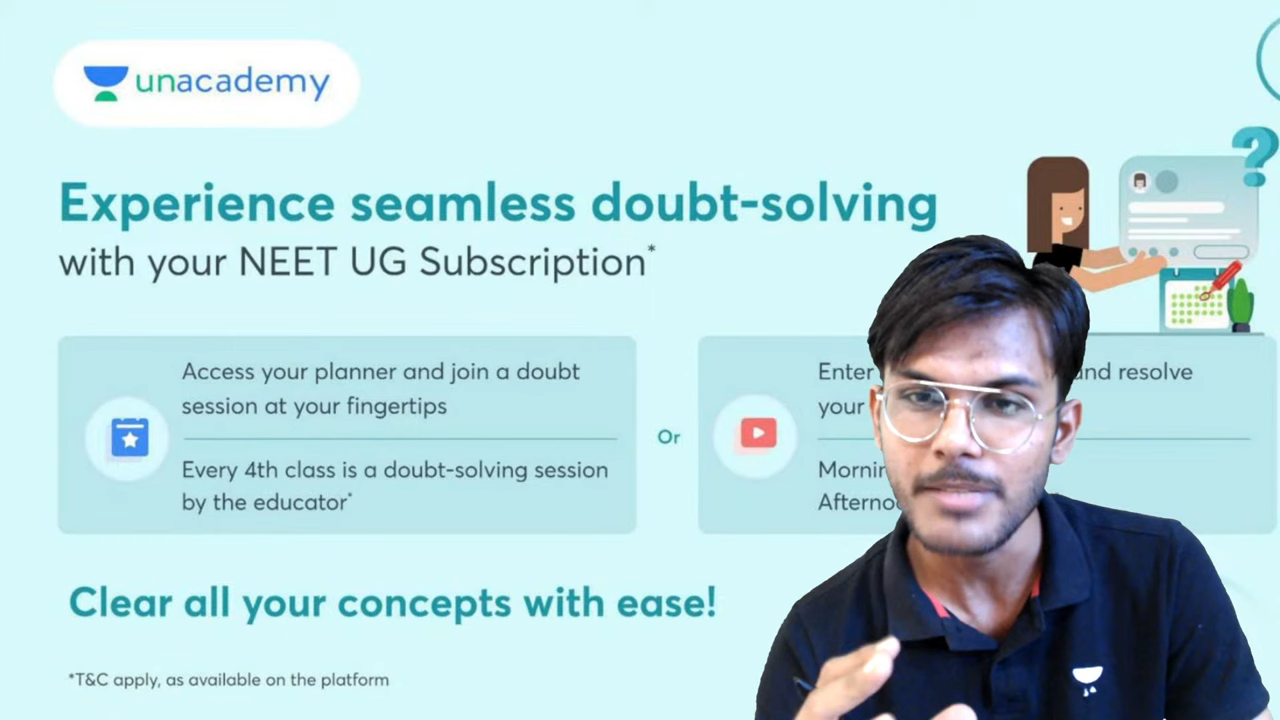 unacademy
Experience seamless doubt-solving
with your NEET UG Subscription*
Access your planner and join a doubt
session at your fingertips
Every 4th class is a doubt-solving session
by the educator*
Or
Enter
and resolve
your
Clear all your concepts with ease!
*T&C apply, as available on the platform